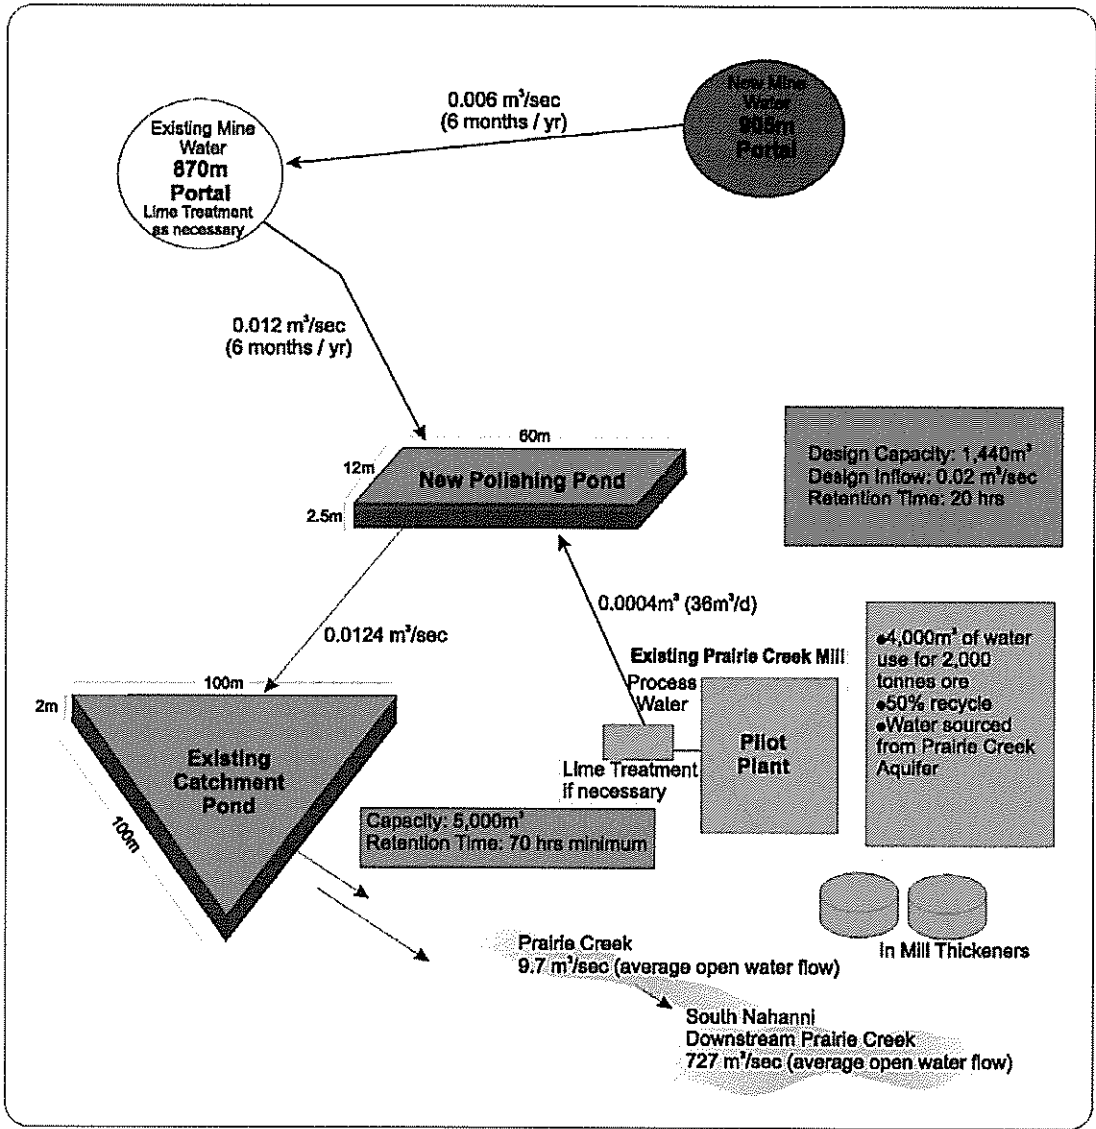 New Mine
Water
905m
Portal
0.006 m³/sec
(6 months / yr)
Existing Mine
Water
870m
Portal
Lime Treatment
as necessary
0.012 m³/sec
(6 months / yr)
60m
12m
2.5m
New Polishing Pond
Design Capacity: 1,440m³
Design Inflow: 0.02 m³/sec
Retention Time: 20 hrs
0.0004m³ (36m³/d)
0.0124 m³/sec
Existing Prairie Creek Mill
Process
Water
Pilot
Plant
Lime Treatment
if necessary
●4,000m³ of water
use for 2,000
tonnes ore
●50% recycle
●Water sourced
from Prairie Creek
Aquifer
100m
2m
100m
Existing
Catchment
Pond
Capacity: 5,000m³
Retention Time: 70 hrs minimum
In Mill Thickeners
Prairie Creek
9.7 m³/sec (average open water flow)
South Nahanni
Downstream Prairie Creek
727 m³/sec (average open water flow)